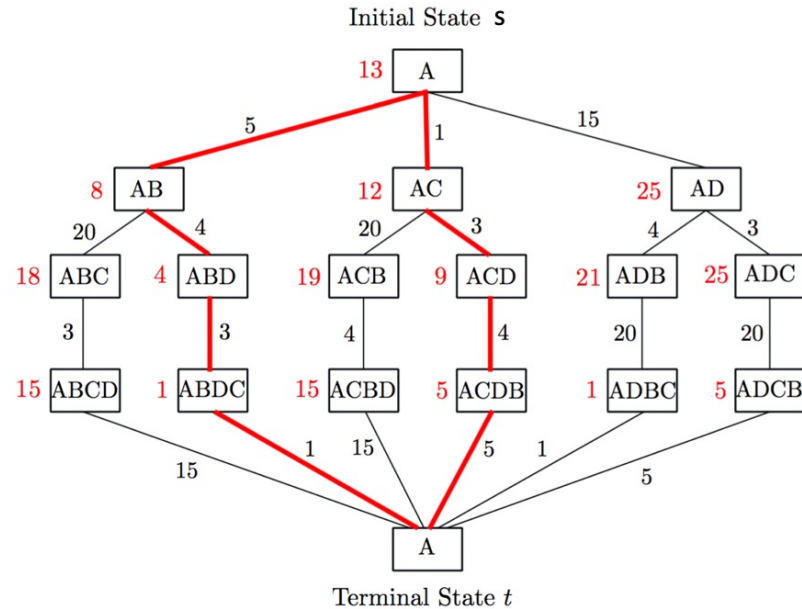 Initial State S
13 A
5 1 15
8 AB 12 AC 25 AD
20 4 20 3 4 3
18 ABC 4 ABD 19 ACB 9 ACD 21 ADB 25 ADC
3 3 4 4 20 20
15 ABCD 1 ABDC 15 ACBD 5 ACDB 1 ADBC 5 ADCB
15 1 15 5 1 5
A
Terminal State t